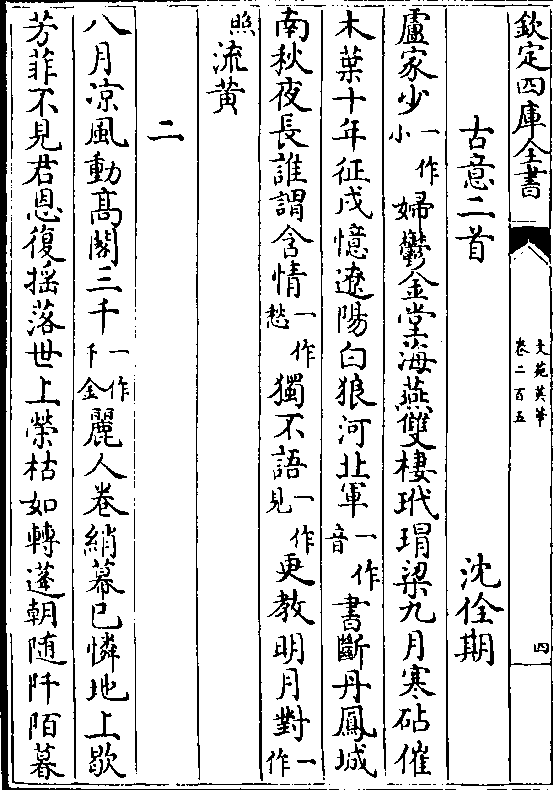 欽定四庫全書
文苑英華
卷二百五
四
古意二首 沈佺期
盧家少一作小婦鬱金堂海燕雙棲玳瑁梁九月寒砧催
木葉十年征戍憶遼陽白狼河北軍一作音書斷丹鳳城
南秋夜長誰謂含情一作愁獨不語一作見更教明月對一作
照流黄
二
八月凉風動髙閣三千一作千金麗人卷綃幕已憐地上歇
芳菲不見君恩復揺落世上榮枯如轉蓬朝随阡陌暮